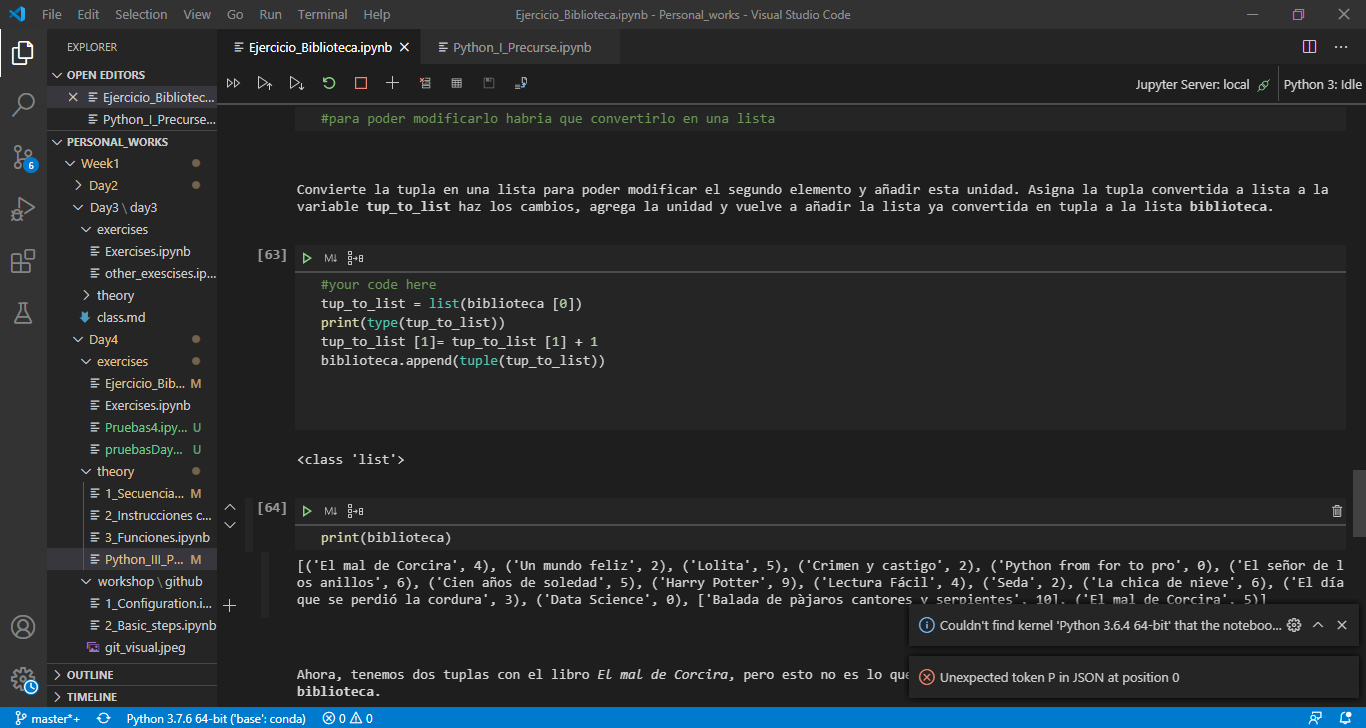 File Edit Selection View Go Run Terminal Help Ejercicio_Biblioteca.ipynb - Personal_works - Visual Studio Code
EXPLORER
OPEN EDITORS
Ejercicio_Bibliotec...
Python_I_Precurse...
PERSONAL_WORKS
Week1
Day2
Day3 \ day3
exercises
Exercises.ipynb
other_exescises.ip...
theory
class.md
Day4
exercises
Ejercicio_Bib... M
Exercises.ipynb
Pruebas4.ipy... U
pruebasDay... U
theory
1_Secuencia... M
2_Instrucciones c...
3_Funciones.ipynb
Python_III_P... M
workshop \ github
1_Configuration.i...
2_Basic_steps.ipynb
git_visual.jpeg
OUTLINE
TIMELINE
6
Ejercicio_Biblioteca.ipynb Python_I_Precurse.ipynb
Jupyter Server: local Python 3: Idle
#para poder modificarlo habria que convertirlo en una lista
Convierte la tupla en una lista para poder modificar el segundo elemento y añadir esta unidad. Asigna la tupla convertida a lista a la
variable tup_to_list haz los cambios, agrega la unidad y vuelve a añadir la lista ya convertida en tupla a la lista biblioteca.
[63]
M↓
#your code here
tup_to_list = list(biblioteca [0])
print(type(tup_to_list))
tup_to_list [1]= tup_to_list [1] + 1
biblioteca.append(tuple(tup_to_list))
<class 'list'>
[64]
M↓
print(biblioteca)
[('El mal de Corcira', 4), ('Un mundo feliz', 2), ('Lolita', 5), ('Crimen y castigo', 2), ('Python from for to pro', 0), ('El señor de l
os anillos', 6), ('Cien años de soledad', 5), ('Harry Potter', 9), ('Lectura Fácil', 4), ('Seda', 2), ('La chica de nieve', 6), ('El día
que se perdió la cordura', 3), ('Data Science', 0), ['Balada de pàjaros cantores y serpientes', 10], ('El mal de Corcira', 5)]
Ahora, tenemos dos tuplas con el libro El mal de Corcira, pero esto no es lo que
biblioteca.
Couldn't find kernel 'Python 3.6.4 64-bit' that the noteboo...
Unexpected token P in JSON at position 0
master*+ Python 3.7.6 64-bit ('base': conda) 0 0